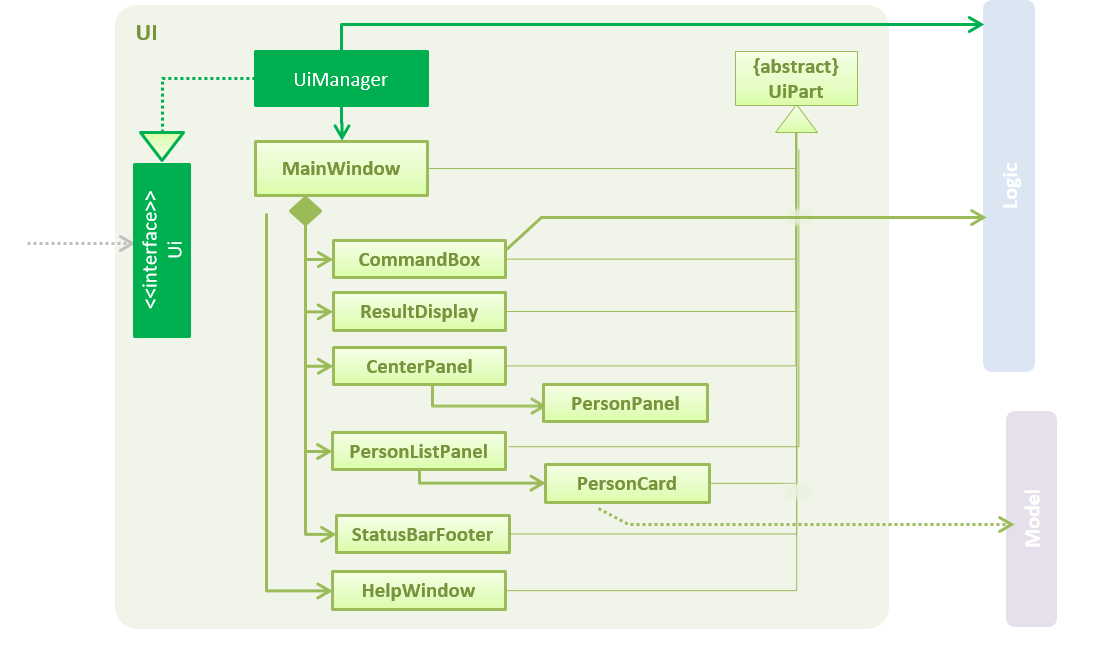 UI
UiManager
{abstract}
UiPart
<<interface>>
Ui
MainWindow
Logic
CommandBox
ResultDisplay
CenterPanel
PersonPanel
PersonListPanel
PersonCard
StatusBarFooter
Model
HelpWindow